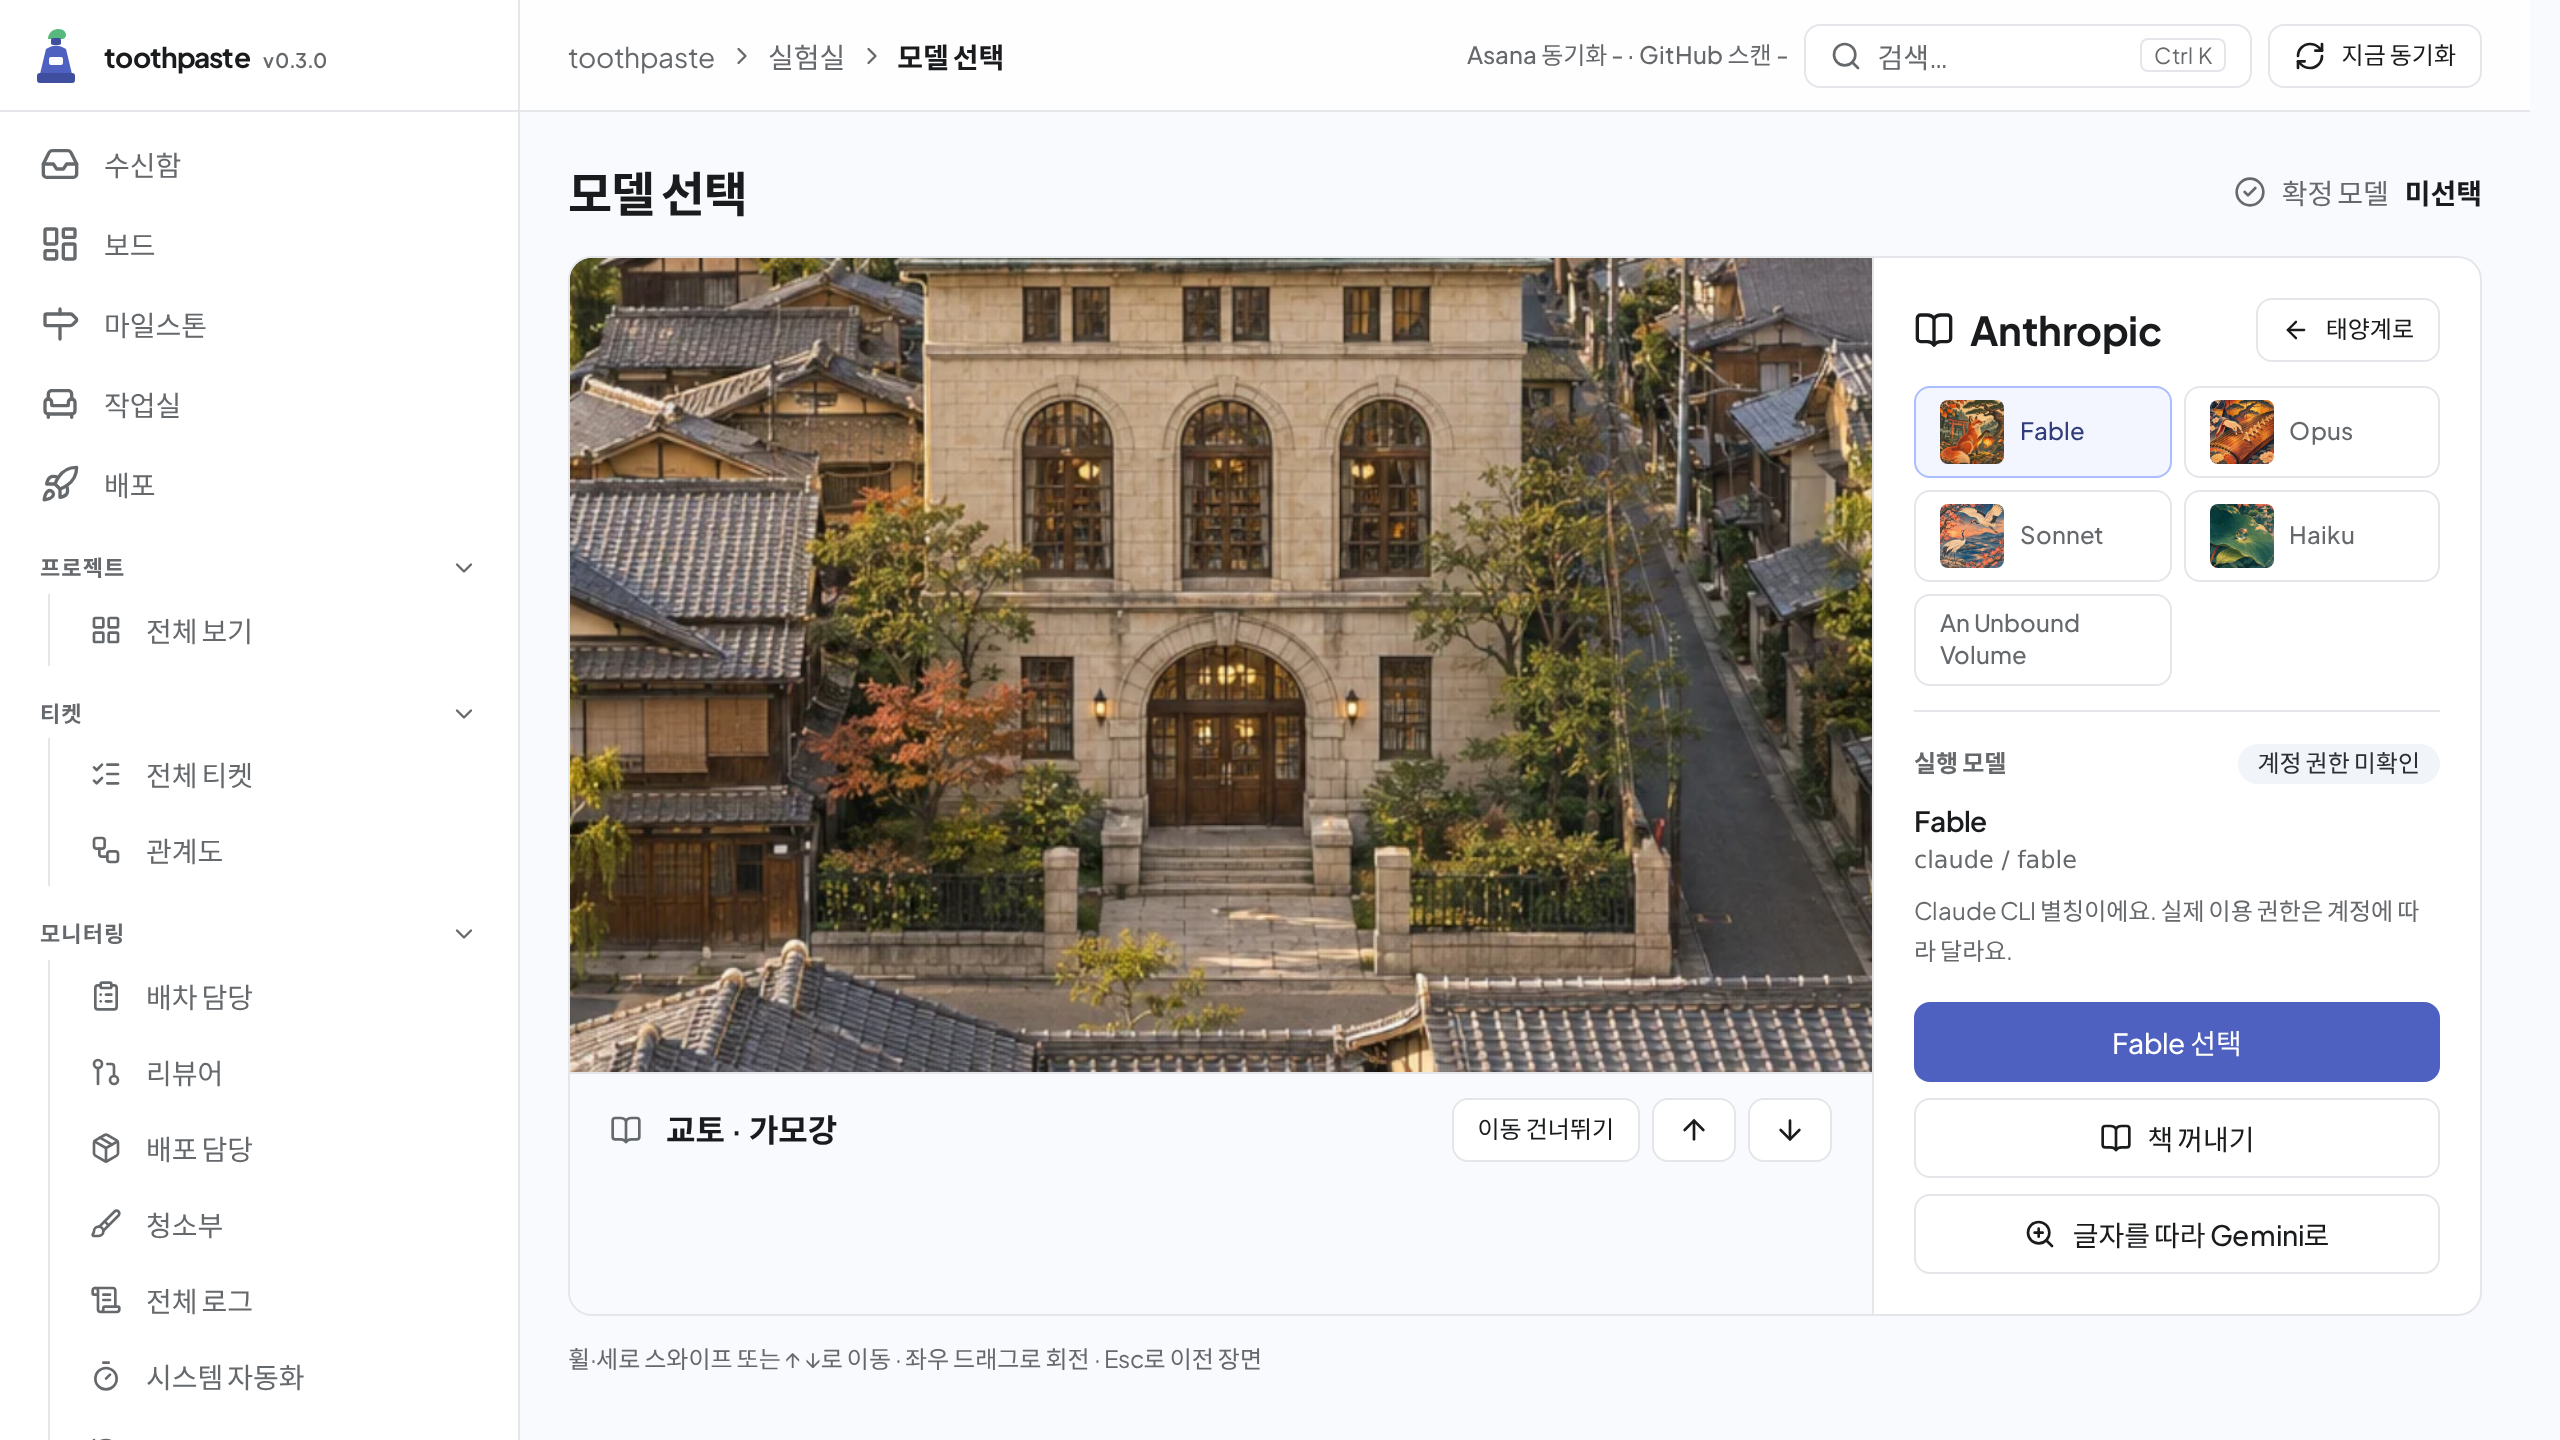 toothpaste v0.3.0
수신함
보드
마일스톤
작업실
배포
프로젝트
전체 보기
티켓
전체 티켓
관계도
모니터링
배차 담당
리뷰어
배포 담당
청소부
전체 로그
시스템 자동화
toothpaste > 실험실 > 모델 선택
Asana 동기화 - · GitHub 스캔 -
검색...
Ctrl K
지금 동기화
모델 선택
확정 모델 미선택
교토 · 가모강
이동 건너뛰기
↑
↓
Anthropic
← 태양계로
Fable
Opus
Sonnet
Haiku
An Unbound
Volume
실행 모델
계정 권한 미확인
Fable
claude / fable
Claude CLI 별칭이에요. 실제 이용 권한은 계정에 따
라 달라요.
Fable 선택
책 꺼내기
글자를 따라 Gemini로
휠·세로 스와이프 또는 ↑ ↓로 이동 · 좌우 드래그로 회전 · Esc로 이전 장면